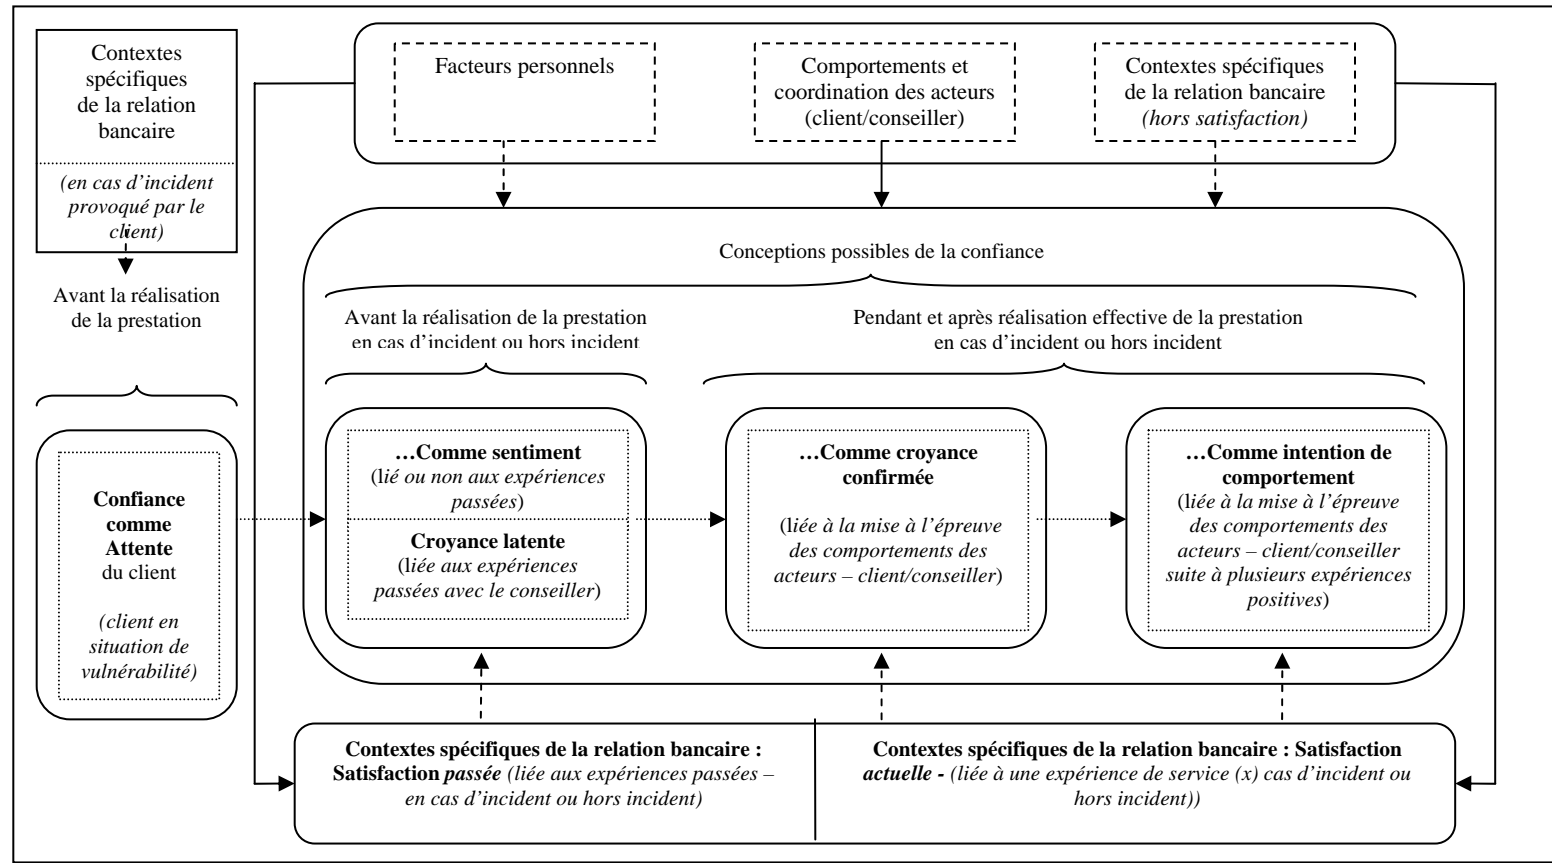 Contextes
spécifiques
de la relation
bancaire
(en cas d’incident
provoqué par le
client)
Avant la réalisation
de la prestation
Confiance
comme
Attente
du client
(client en
situation de
vulnérabilité)
Facteurs personnels
Comportements et
coordination des acteurs
(client/conseiller)
Contextes spécifiques
de la relation bancaire
(hors satisfaction)
Conceptions possibles de la confiance
Avant la réalisation de la prestation
en cas d’incident ou hors incident
Pendant et après réalisation effective de la prestation
en cas d’incident ou hors incident
…Comme sentiment
(lié ou non aux expériences
passées)
Croyance latente
(liée aux expériences
passées avec le conseiller)
…Comme croyance
confirmée
(liée à la mise à l’épreuve
des comportements des
acteurs – client/conseiller)
…Comme intention de
comportement
(liée à la mise à l’épreuve
des comportements des
acteurs – client/conseiller
suite à plusieurs expériences
positives)
Contextes spécifiques de la relation bancaire :
Satisfaction passée (liée aux expériences passées –
en cas d’incident ou hors incident)
Contextes spécifiques de la relation bancaire : Satisfaction
actuelle - (liée à une expérience de service (x) cas d’incident ou
hors incident))